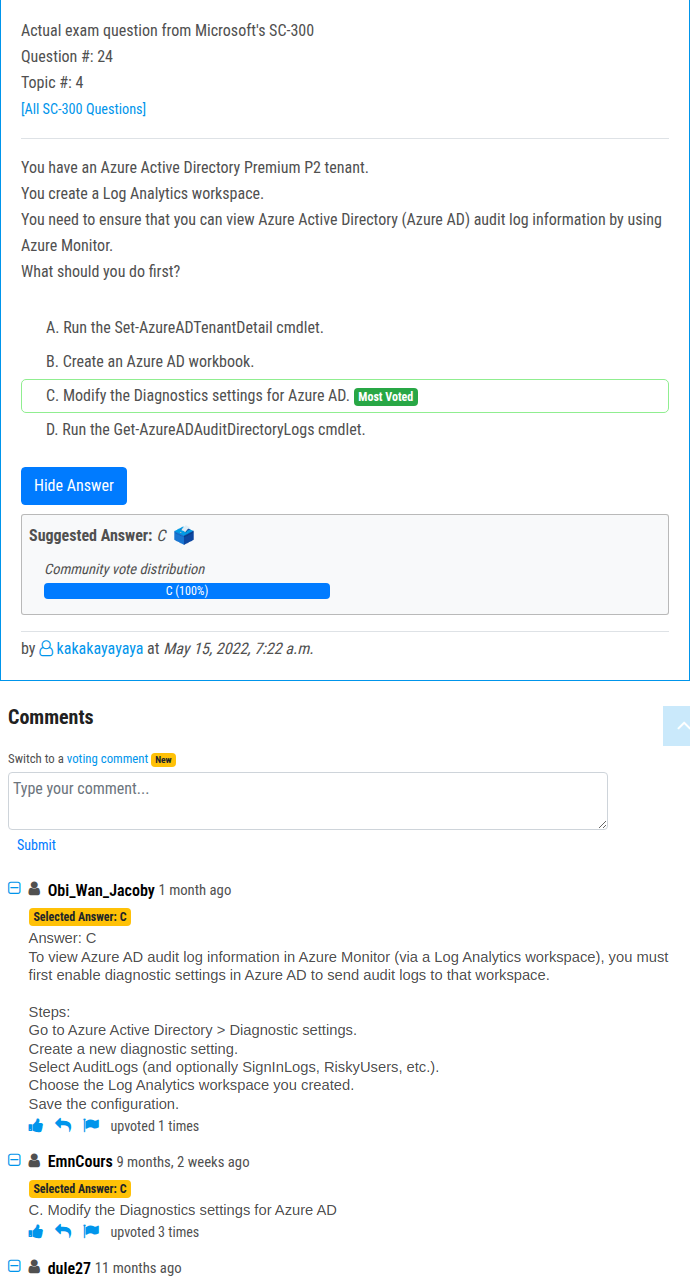 Actual exam question from Microsoft's SC-300
Question #: 24
Topic #: 4
[All SC-300 Questions]
You have an Azure Active Directory Premium P2 tenant.
You create a Log Analytics workspace.
You need to ensure that you can view Azure Active Directory (Azure AD) audit log information by using
Azure Monitor.
What should you do first?
A. Run the Set-AzureADTenantDetail cmdlet.
B. Create an Azure AD workbook.
C. Modify the Diagnostics settings for Azure AD. Most Voted
D. Run the Get-AzureADAuditDirectoryLogs cmdlet.
Hide Answer
Suggested Answer: C
Community vote distribution
C (100%)
by kakakayayaya at May 15, 2022, 7:22 a.m.
Comments
Switch to a voting comment New
Type your comment...
Submit
Obi_Wan_Jacoby 1 month ago
Selected Answer: C
Answer: C
To view Azure AD audit log information in Azure Monitor (via a Log Analytics workspace), you must
first enable diagnostic settings in Azure AD to send audit logs to that workspace.
Steps:
Go to Azure Active Directory > Diagnostic settings.
Create a new diagnostic setting.
Select AuditLogs (and optionally SignInLogs, RiskyUsers, etc.).
Choose the Log Analytics workspace you created.
Save the configuration.
upvoted 1 times
EmnCours 9 months, 2 weeks ago
Selected Answer: C
C. Modify the Diagnostics settings for Azure AD
upvoted 3 times
dule27 11 months ago